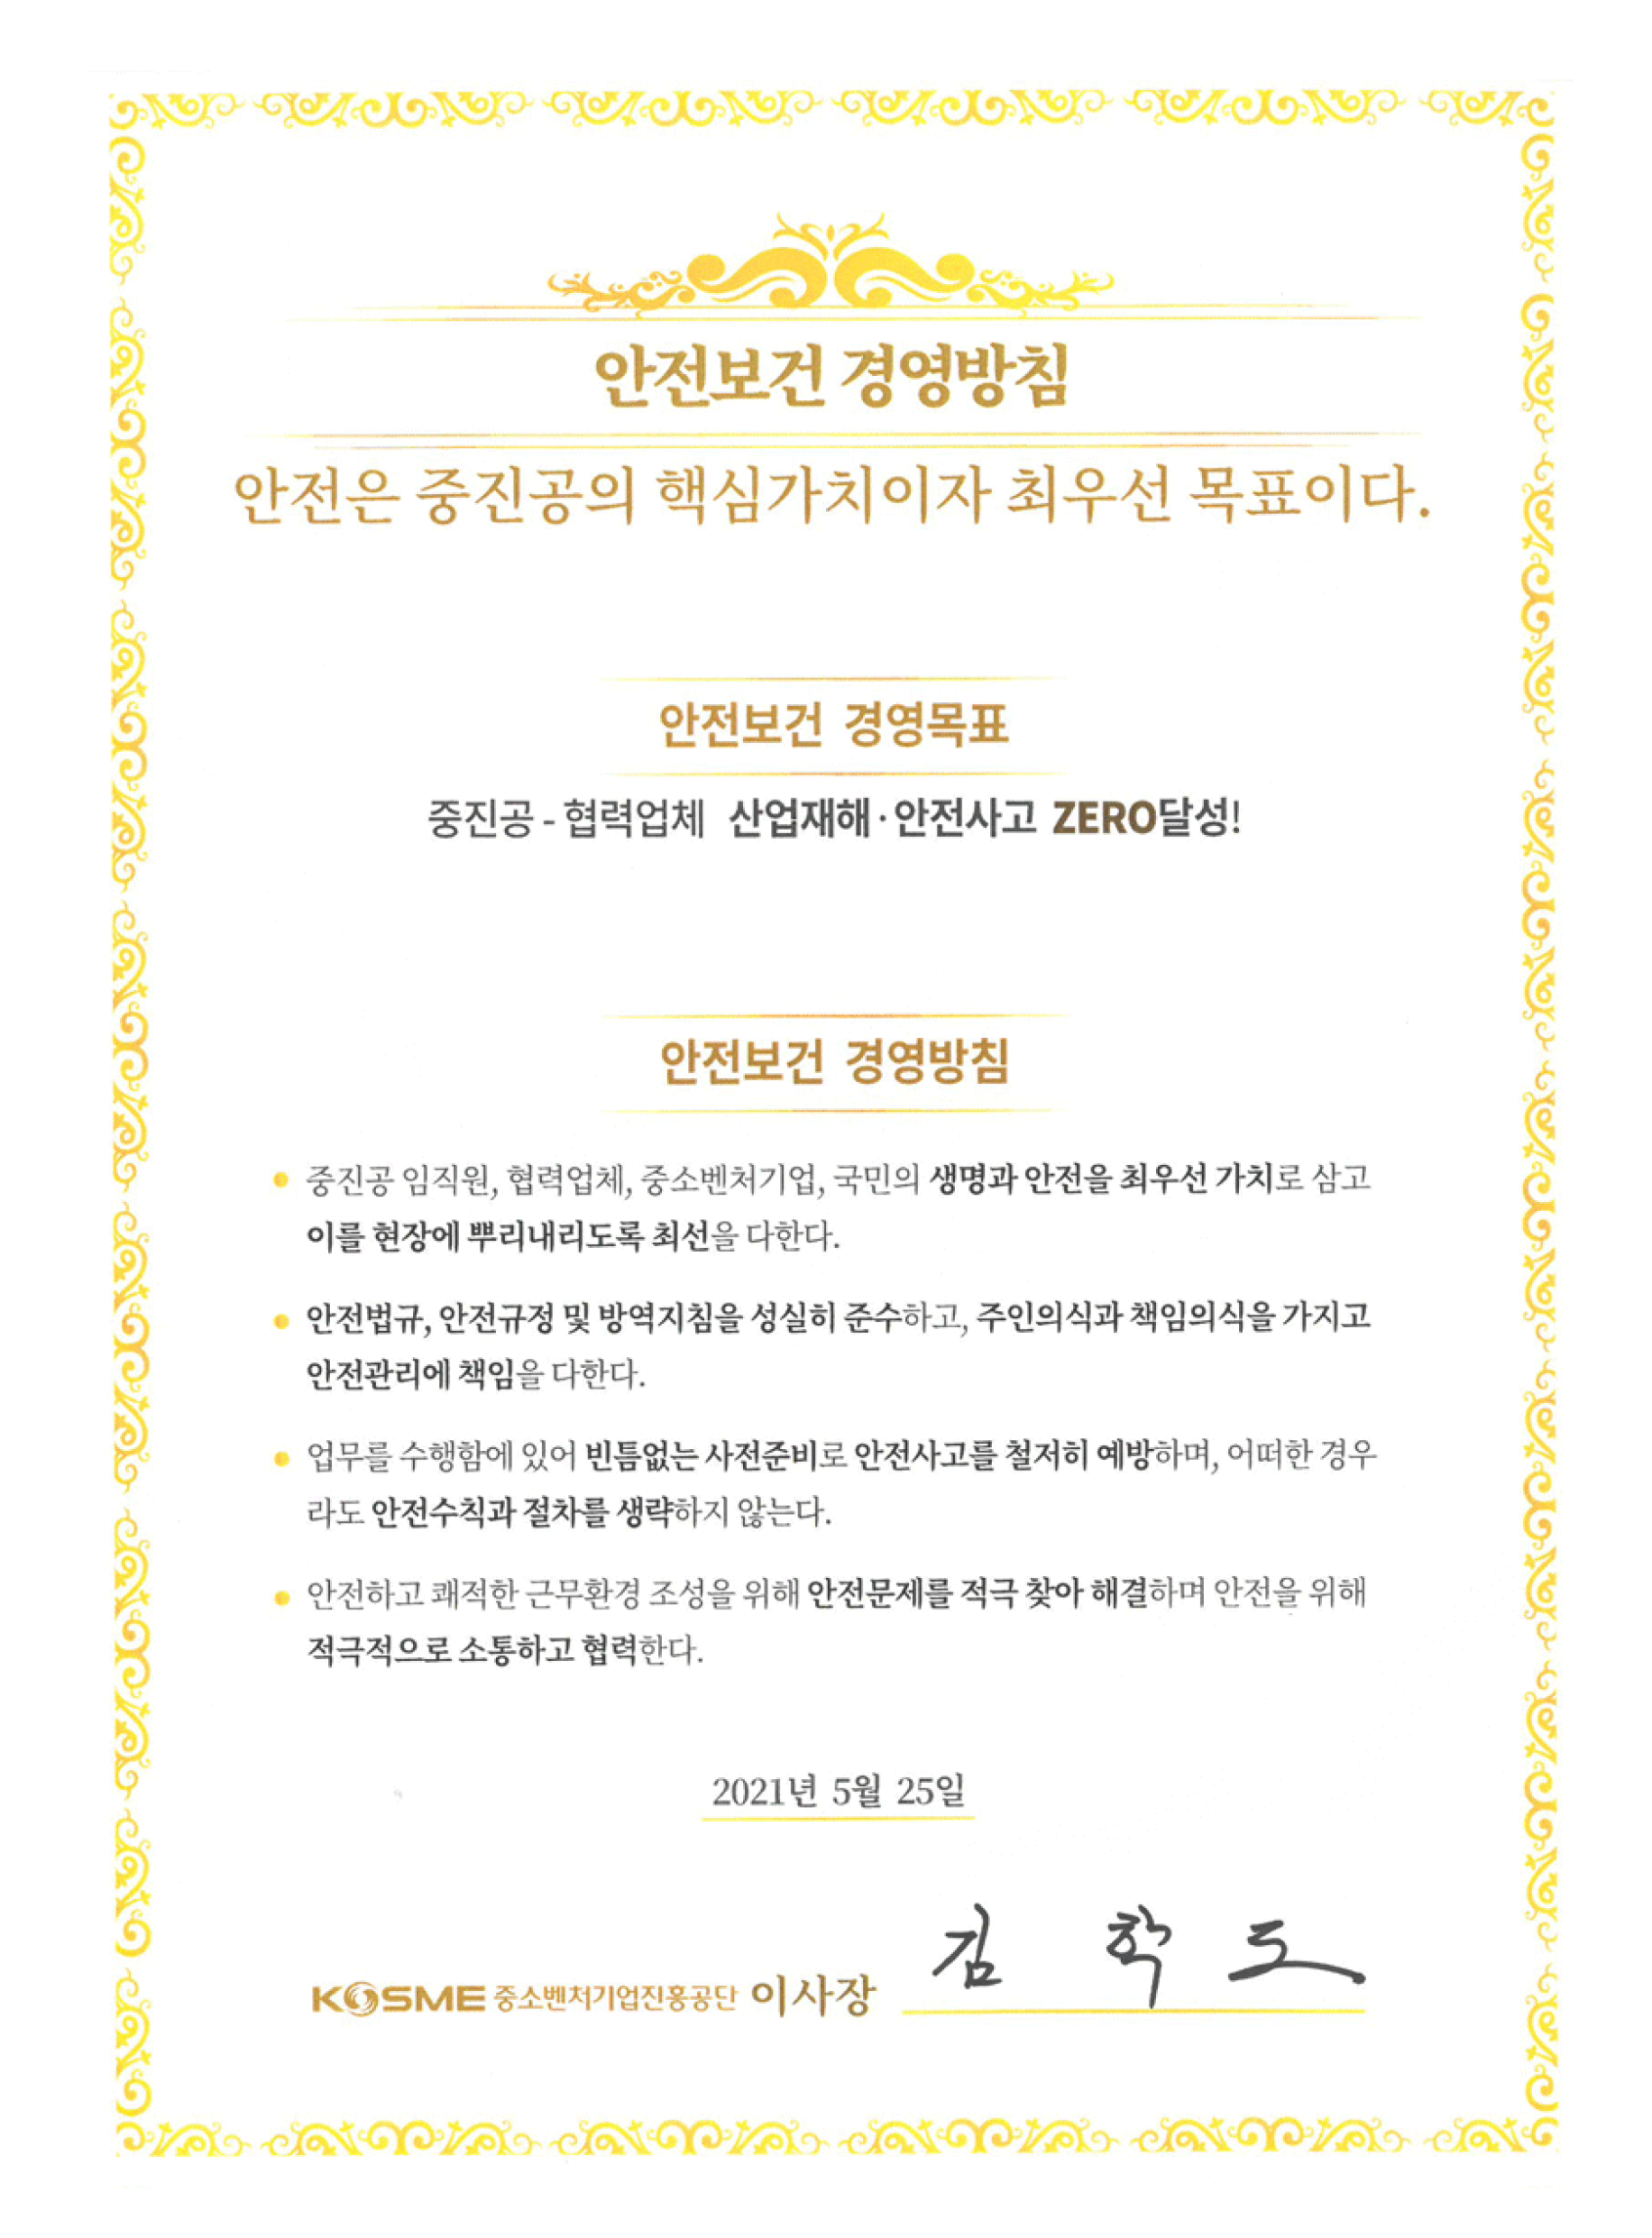 안전보건 경영방침
안전은 중진공의 핵심가치이자 최우선 목표이다.
안전보건 경영목표
중진공 - 협력업체 산업재해·안전사고 ZERO달성!
안전보건 경영방침
• 중진공 임직원, 협력업체, 중소벤처기업, 국민의 생명과 안전을 최우선 가치로 삼고
이를 현장에 뿌리내리도록 최선을 다한다.
• 안전법규, 안전규정 및 방역지침을 성실히 준수하고, 주인의식과 책임의식을 가지고
안전관리에 책임을 다한다.
• 업무를 수행함에 있어 빈틈없는 사전준비로 안전사고를 철저히 예방하며, 어떠한 경우
라도 안전수칙과 절차를 생략하지 않는다.
• 안전하고 쾌적한 근무환경 조성을 위해 안전문제를 적극 찾아 해결하며 안전을 위해
적극적으로 소통하고 협력한다.
2021년 5월 25일
KOSME 중소벤처기업진흥공단 이사장 김 학 도